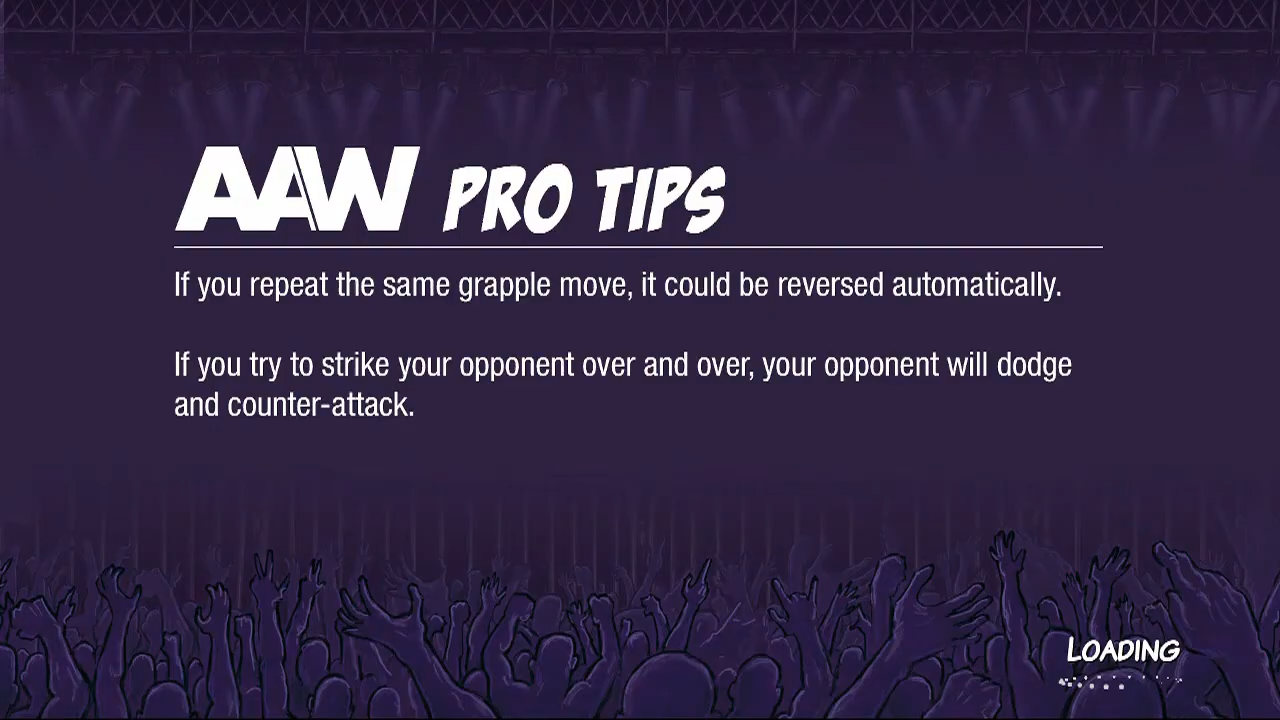 AAW PRO TIPS
If you repeat the same grapple move, it could be reversed automatically.
If you try to strike your opponent over and over, your opponent will dodge
and counter-attack.
LOADING